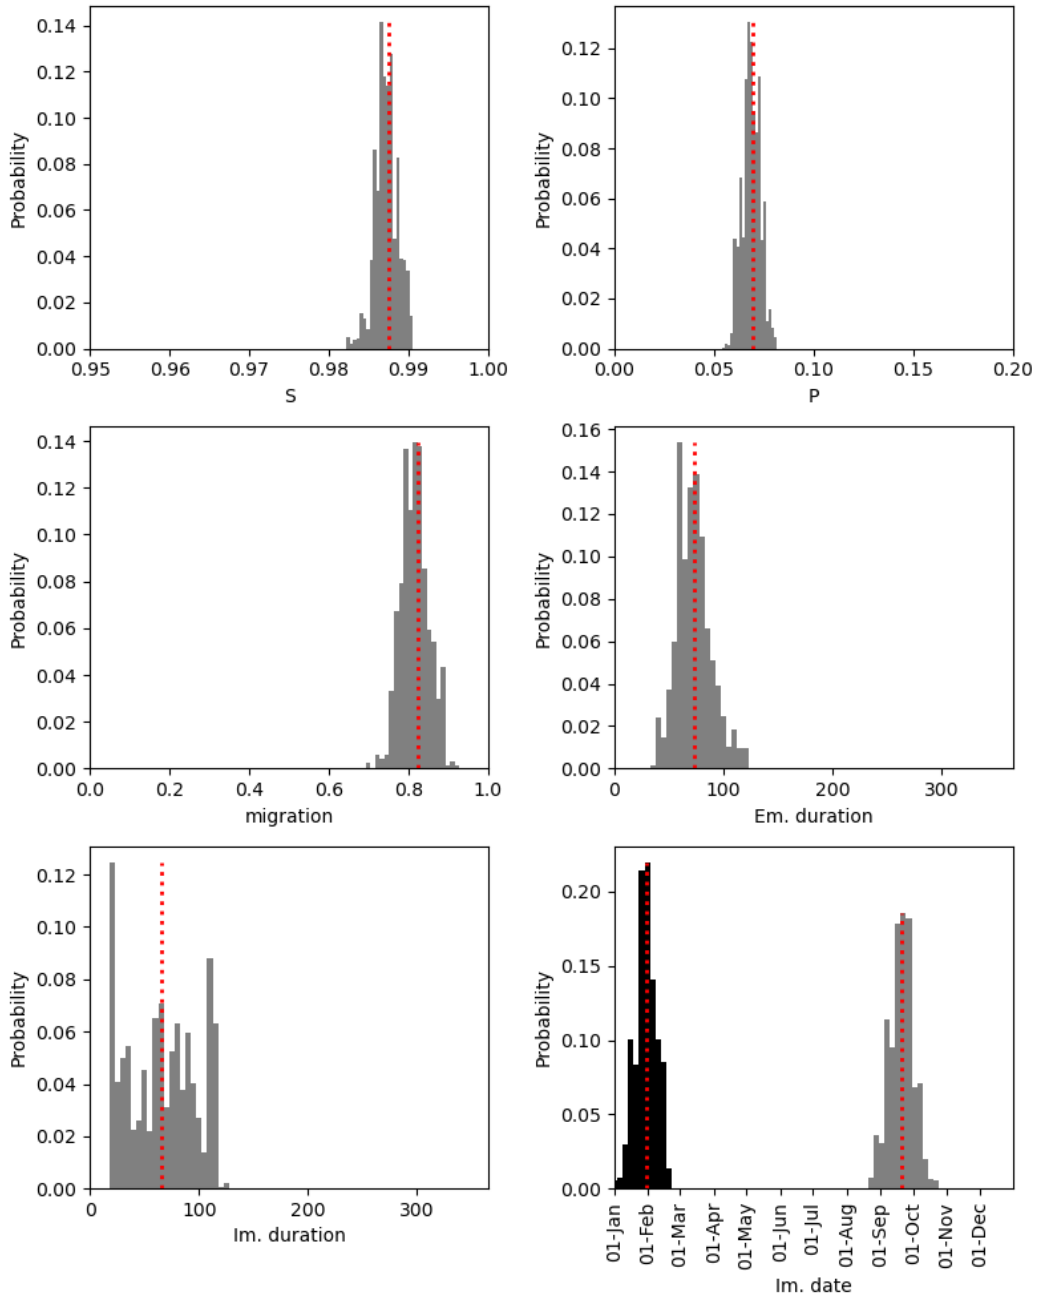 0.14
0.12
0.10
0.08
0.06
0.04
0.02
0.00
Probability
0.95 0.96 0.97 0.98 0.99 1.00
S
0.12
0.10
0.08
0.06
0.04
0.02
0.00
Probability
0.00 0.05 0.10 0.15 0.20
P
0.14
0.12
0.10
0.08
0.06
0.04
0.02
0.00
Probability
0.0 0.2 0.4 0.6 0.8 1.0
migration
0.16
0.14
0.12
0.10
0.08
0.06
0.04
0.02
0.00
Probability
0 100 200 300
Em. duration
0.12
0.10
0.08
0.06
0.04
0.02
0.00
Probability
0 100 200 300
Im. duration
0.20
0.15
0.10
0.05
0.00
Probability
01-Jan 01-Feb 01-Mar 01-Apr 01-May 01-Jun 01-Jul 01-Aug 01-Sep 01-Oct 01-Nov 01-Dec
Im. date